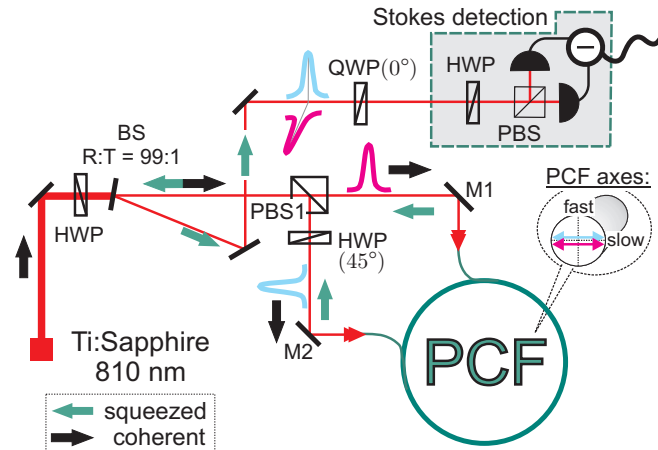 Stokes detection
QWP(0°)
HWP
PBS
BS
R:T = 99:1
HWP
PBS1
M1
HWP
(45°)
M2
PCF axes:
fast
slow
PCF
Ti:Sapphire
810 nm
squeezed
coherent